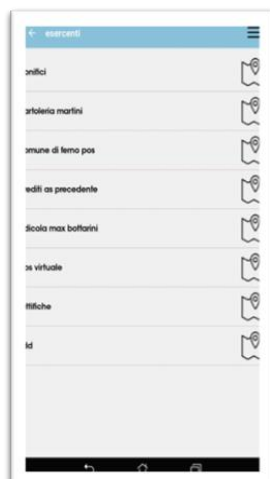 esercenti
onifici
artoleria martini
omune di ferno pos
rediti as precedente
dicola max bottarini
os virtuale
ttifiche
ld